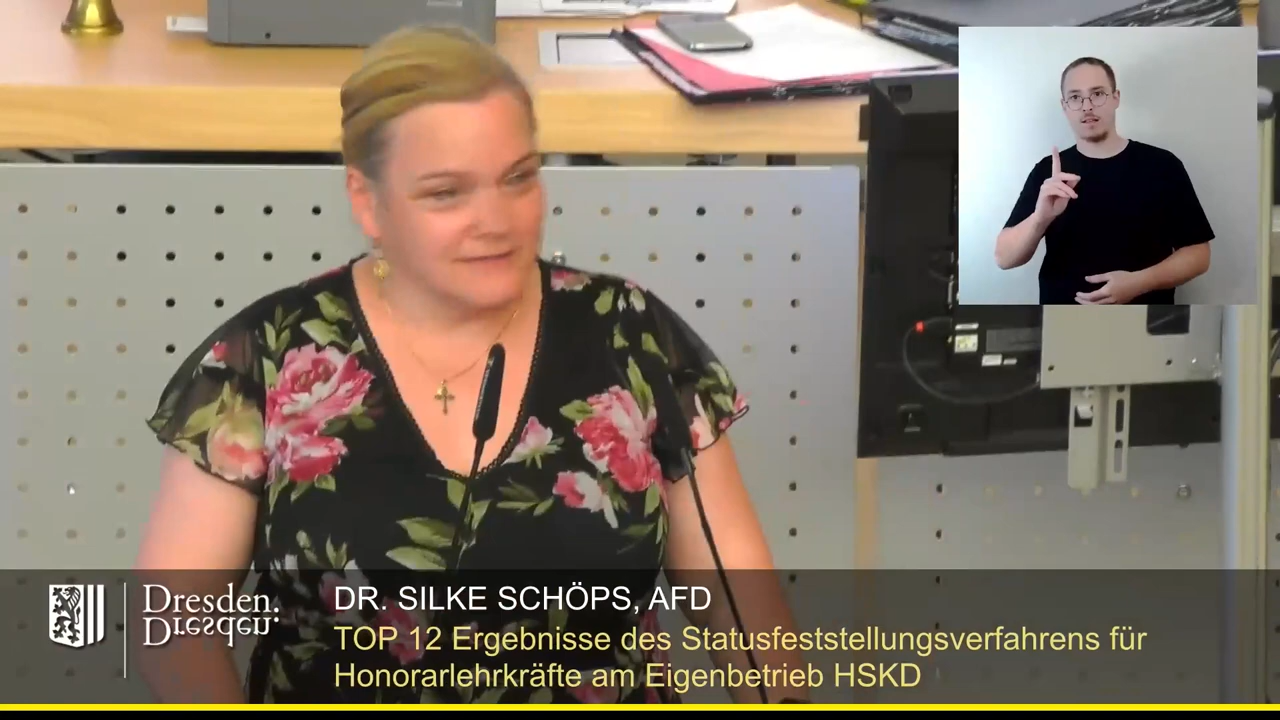 Dresden.
Dresden.
DR. SILKE SCHÖPS, AFD
TOP 12 Ergebnisse des Statusfeststellungsverfahrens für
Honorarlehrkräfte am Eigenbetrieb HSKD